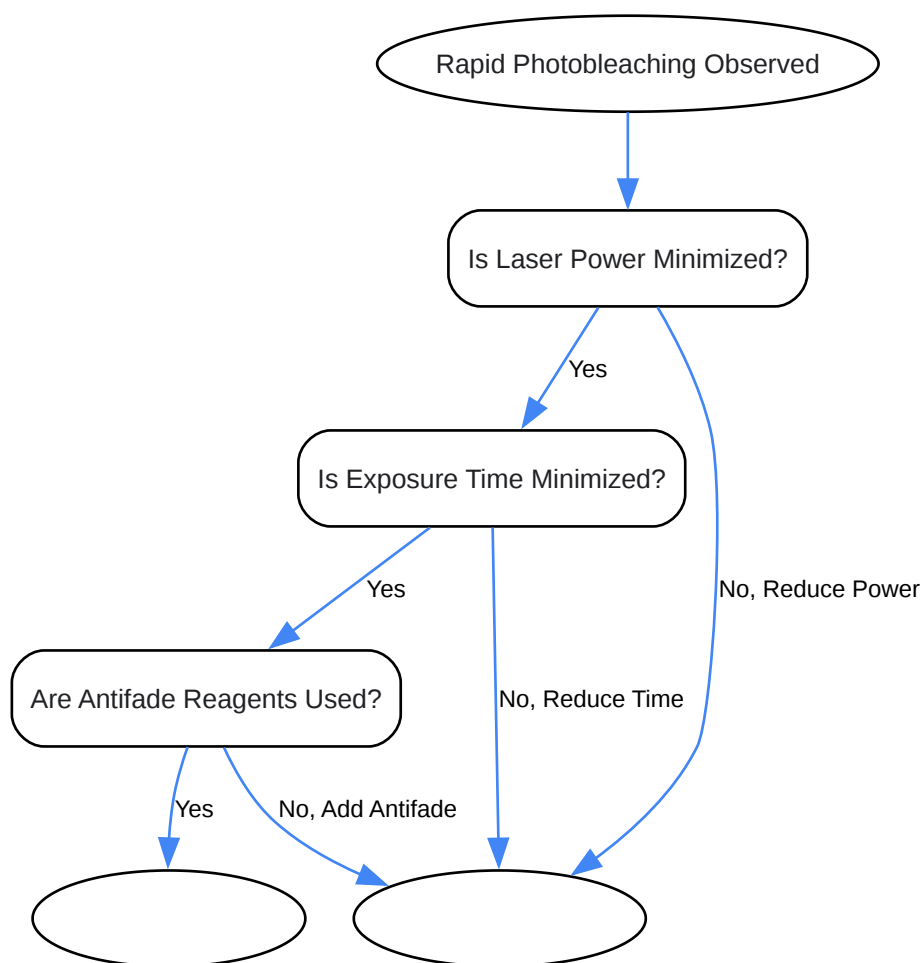 Rapid Photobleaching Observed
Is Laser Power Minimized?
Yes
Is Exposure Time Minimized?
Yes
No, Reduce Power
Are Antifade Reagents Used?
No, Reduce Time
Yes
No, Add Antifade